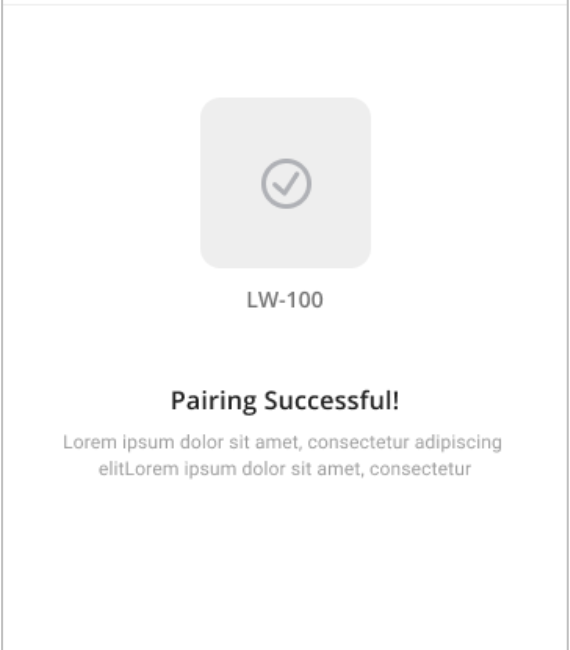 LW-100
Pairing Successful!
Lorem ipsum dolor sit amet, consectetur adipiscing
elitLorem ipsum dolor sit amet, consectetur